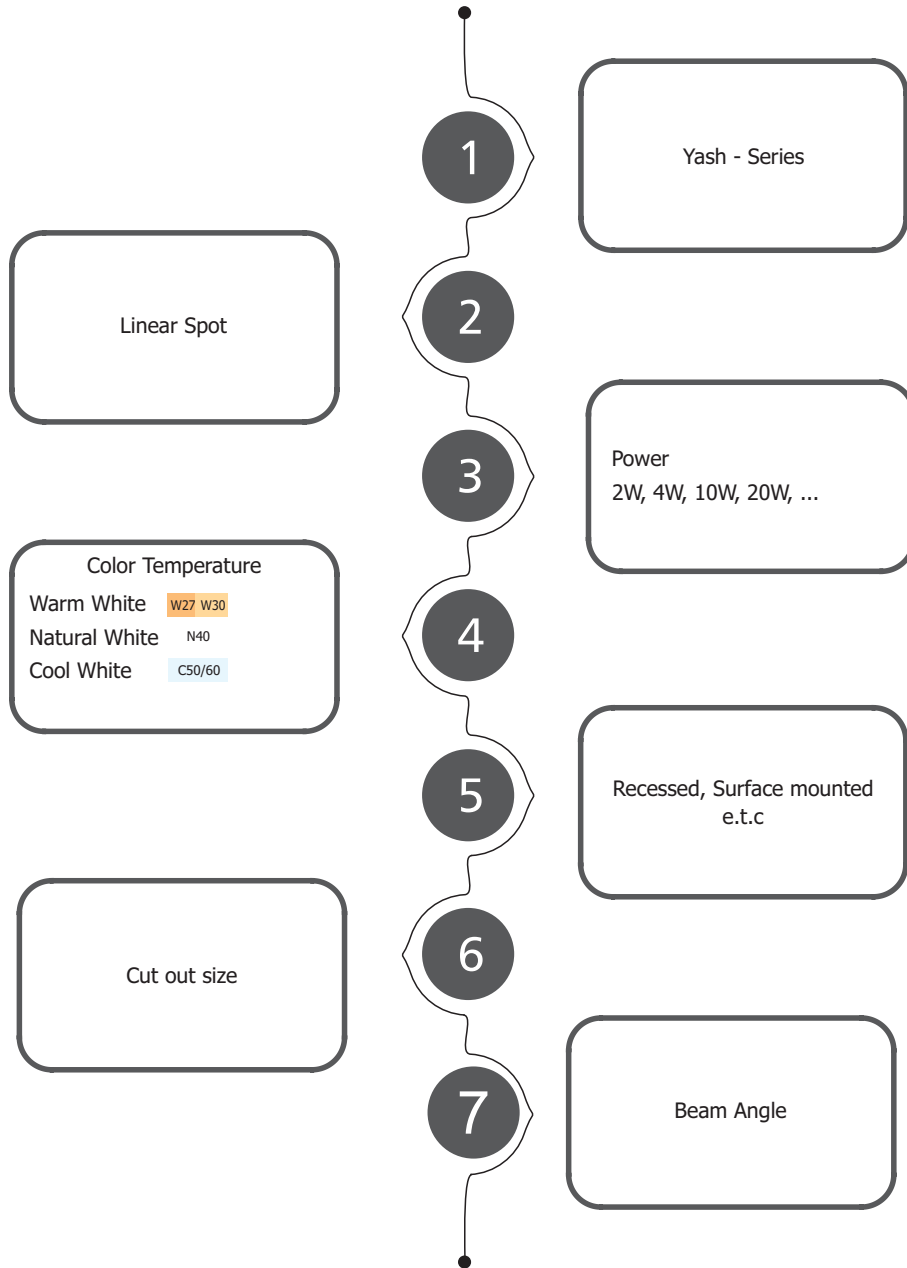 1
Yash - Series
2
Linear Spot
3
Power
2W, 4W, 10W, 20W, ...
4
Color Temperature
Warm White W27 W30
Natural White N40
Cool White C50/60
5
Recessed, Surface mounted
e.t.c
6
Cut out size
7
Beam Angle